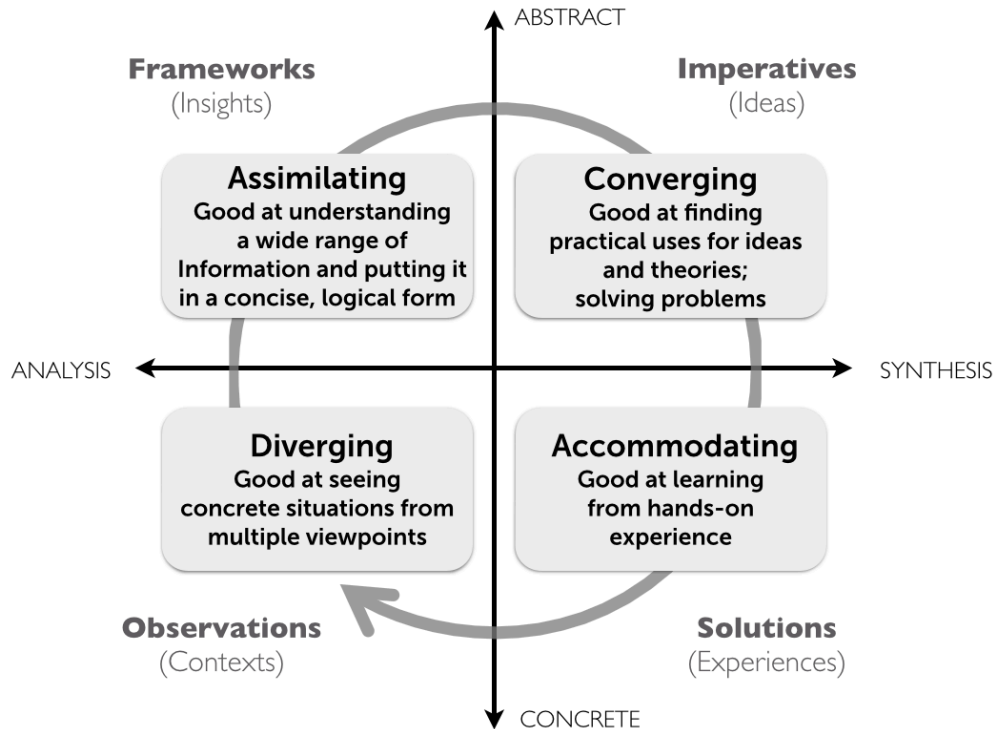 ABSTRACT
Frameworks
(Insights)
Imperatives
(Ideas)
Assimilating
Good at understanding
a wide range of
Information and putting it
in a concise, logical form
Converging
Good at finding
practical uses for ideas
and theories;
solving problems
ANALYSIS
SYNTHESIS
Diverging
Good at seeing
concrete situations from
multiple viewpoints
Accommodating
Good at learning
from hands-on
experience
Observations
(Contexts)
Solutions
(Experiences)
CONCRETE